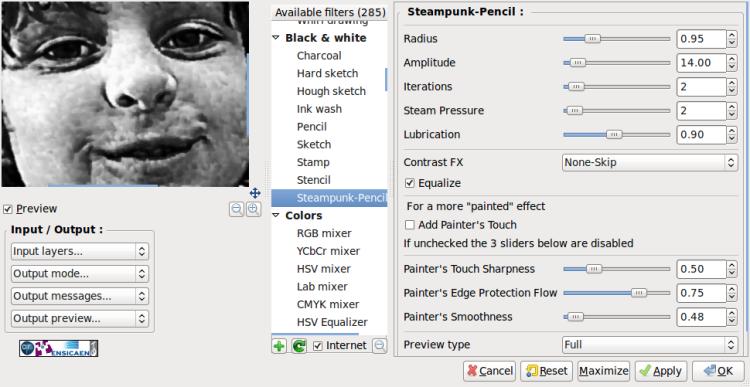 Available filters (285)
Whirl drawing
Black & white
Charcoal
Hard sketch
Hough sketch
Ink wash
Pencil
Sketch
Stamp
Stencil
Steampunk-Pencil
Colors
RGB mixer
YCbCr mixer
HSV mixer
Lab mixer
CMYK mixer
HSV Equalizer
Internet
Preview
Input / Output :
Input layers...
Output mode...
Output messages...
Output preview...
ENSICAEN
Steampunk-Pencil :
Radius 0.95
Amplitude 14.00
Iterations 2
Steam Pressure 2
Lubrication 0.90
Contrast FX None-Skip
Equalize
For a more "painted" effect
Add Painter's Touch
If unchecked the 3 sliders below are disabled
Painter's Touch Sharpness 0.50
Painter's Edge Protection Flow 0.75
Painter's Smoothness 0.48
Preview type Full
Cancel Reset Maximize Apply OK